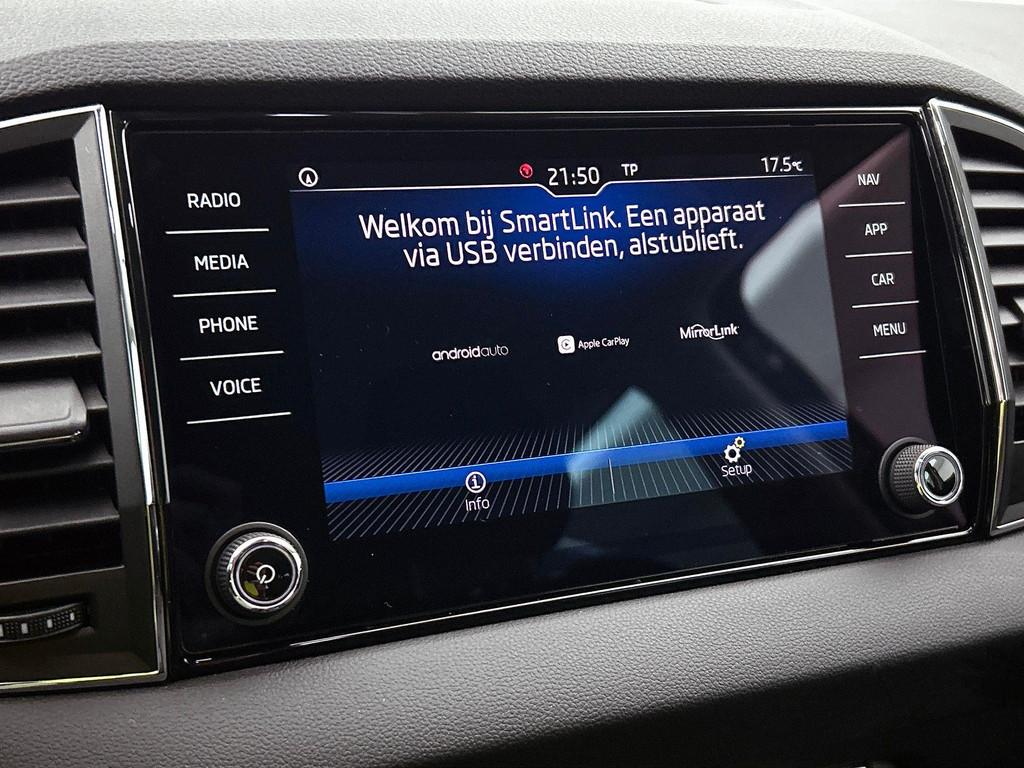 RADIO
MEDIA
PHONE
VOICE
21:50 TP 17.5°C
Welkom bij SmartLink. Een apparaat
via USB verbinden, alstublieft.
androidauto Apple CarPlay MirrorLink
Info Setup
NAV
APP
CAR
MENU